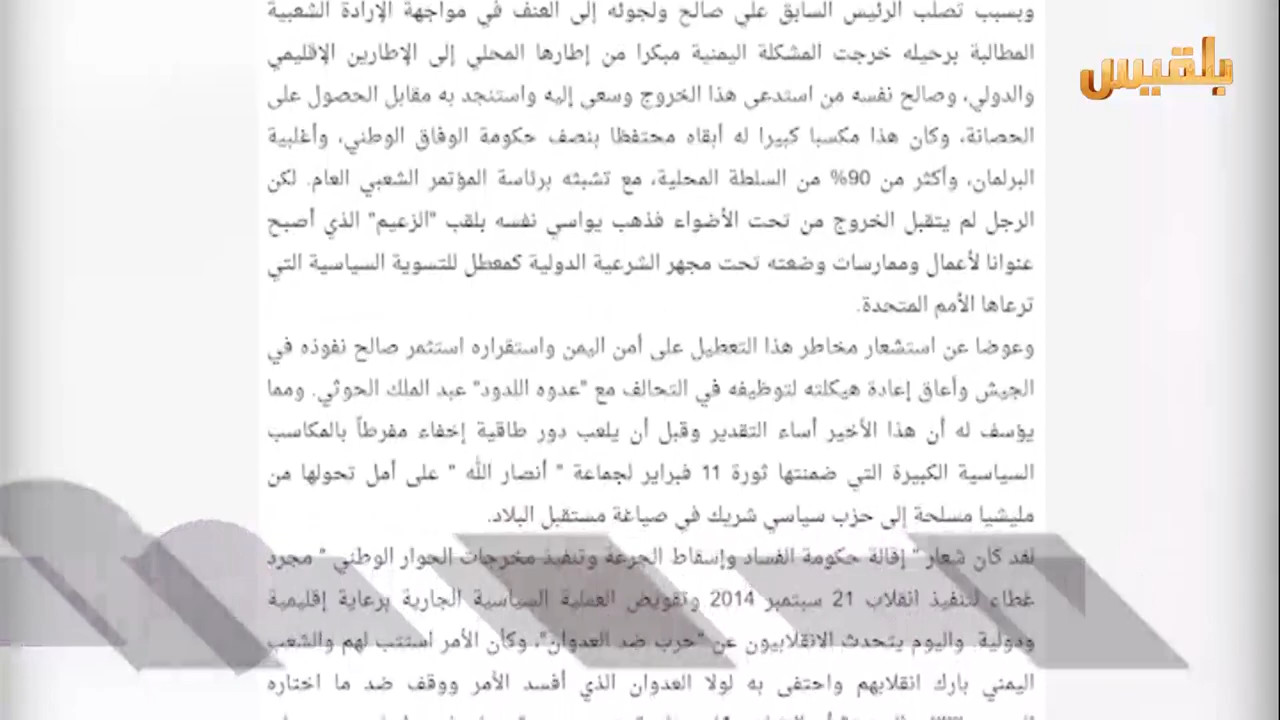 وبسبب تصلب الرئيس السابق علي صالح ولجوئه إلى العنف في مواجهة الإرادة الشعبية
المطالبة برحيله خرجت المشكلة اليمنية مبكرا من إطارها المحلي إلى الإطارين الإقليمي
والدولي، وصالح نفسه من استدعى هذا الخروج وسعى إليه واستنجد به مقابل الحصول على
الحصانة، وكان هذا مكسبا كبيرا له أبقاه محتفظا بنصف حكومة الوفاق الوطني، وأغلبية
البرلمان، وأكثر من 90% من السلطة المحلية، مع تشبثه برئاسة المؤتمر الشعبي العام. لكن
الرجل لم يتقبل الخروج من تحت الأضواء فذهب يواسي نفسه بلقب "الزعيم" الذي أصبح
عنوانا لأعمال وممارسات وضعته تحت مجهر الشرعية الدولية كمعطل للتسوية السياسية التي
ترعاها الأمم المتحدة.
وعوضا عن استشعار مخاطر هذا التعطيل على أمن اليمن واستقراره استثمر صالح نفوذه في
الجيش وأعاق إعادة هيكلته لتوظيفه في التحالف مع "عدوه اللدود" عبد الملك الحوثي. ومما
يؤسف له أن هذا الأخير أساء التقدير وقبل أن يلعب دور طاقية إخفاء مفرطاً بالمكاسب
السياسية الكبيرة التي ضمنتها ثورة 11 فبراير لجماعة " أنصار الله " على أمل تحولها من
مليشيا مسلحة إلى حزب سياسي شريك في صياغة مستقبل البلاد.
لقد كان شعار " إقالة حكومة الفساد وإسقاط الجرعة وتنفيذ مخرجات الحوار الوطني " مجرد
غطاء لتنفيذ انقلاب 21 سبتمبر 2014 وتقويض العملية السياسية الجارية برعاية إقليمية
ودولية. واليوم يتحدث الانقلابيون عن "حرب ضد العدوان"، وكأن الأمر استتب لهم والشعب
اليمني بارك انقلابهم واحتفى به لولا العدوان الذي أفسد الأمر ووقف ضد ما اختاره
بلقيس